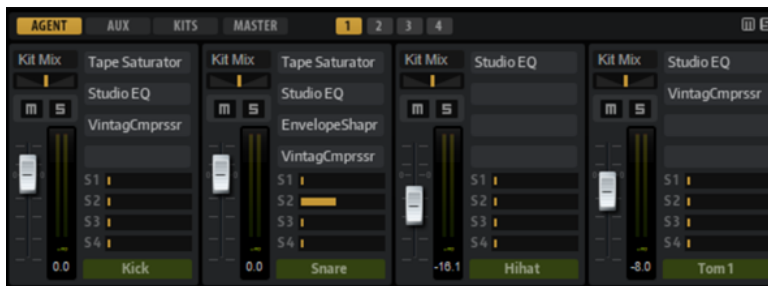 AGENT AUX KITS MASTER 1 2 3 4 m S
Kit Mix Tape Saturator Kit Mix Tape Saturator Kit Mix Studio EQ Kit Mix Studio EQ
Studio EQ Studio EQ VintagCmprssr
m S m S m S m S
VintagCmprssr EnvelopeShapr
VintagCmprssr
S1 S1 S1 S1
S2 S2 S2 S2
S3 S3 S3 S3
S4 S4 S4 S4
0.0 Kick 0.0 Snare -16.1 Hihat -8.0 Tom 1